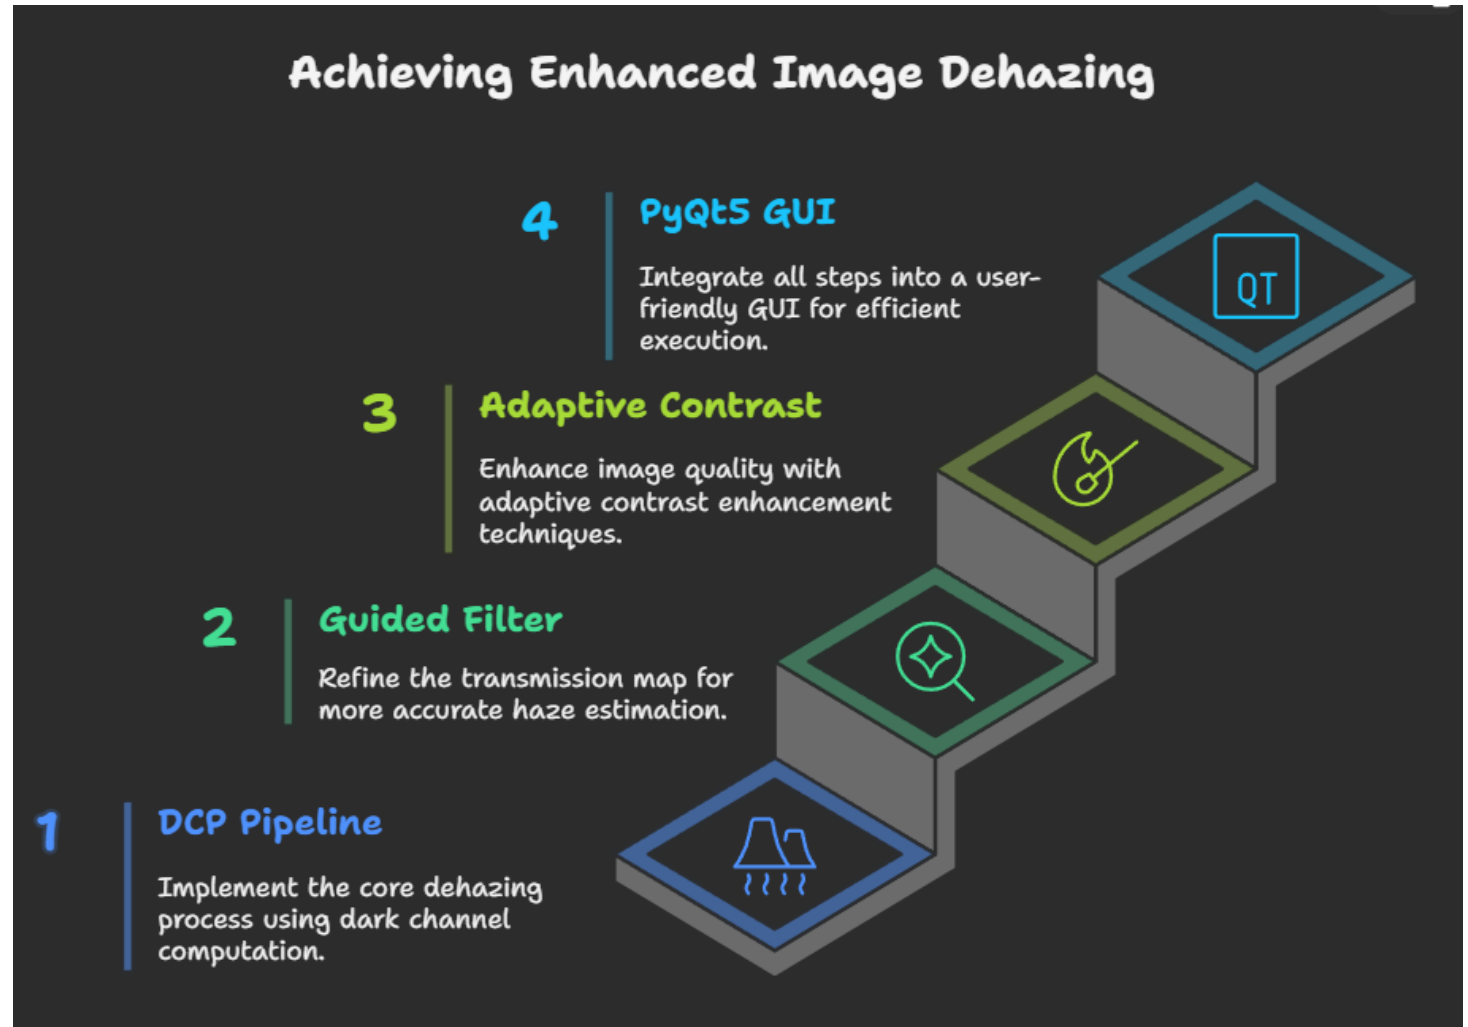 Achieving Enhanced Image Dehazing
4
PyQt5 GUI
Integrate all steps into a user-
friendly GUI for efficient
execution.
QT
3
Adaptive Contrast
Enhance image quality with
adaptive contrast enhancement
techniques.
2
Guided Filter
Refine the transmission map for
more accurate haze estimation.
1
DCP Pipeline
Implement the core dehazing
process using dark channel
computation.